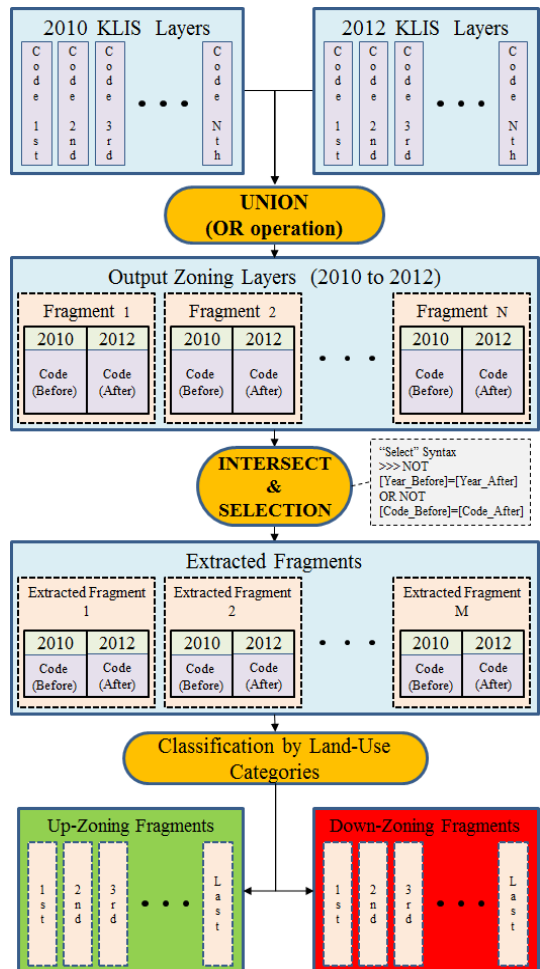 2010 KLIS Layers
Code 1st
Code 2nd
Code 3rd
• • •
Code Nth
2012 KLIS Layers
Code 1st
Code 2nd
Code 3rd
• • •
Code Nth
UNION
(OR operation)
Output Zoning Layers (2010 to 2012)
Fragment 1
2010 2012
Code Code
(Before) (After)
Fragment 2
2010 2012
Code Code
(Before) (After)
• • •
Fragment N
2010 2012
Code Code
(Before) (After)
INTERSECT
&
SELECTION
“Select” Syntax
>>> NOT
[Year_Before]=[Year_After]
OR NOT
[Code_Before]=[Code_After]
Extracted Fragments
Extracted Fragment
1
2010 2012
Code Code
(Before) (After)
Extracted Fragment
2
2010 2012
Code Code
(Before) (After)
• • •
Extracted Fragment
M
2010 2012
Code Code
(Before) (After)
Classification by Land-Use
Categories
Up-Zoning Fragments
1st
2nd
3rd
• • •
Last
Down-Zoning Fragments
1st
2nd
3rd
• • •
Last